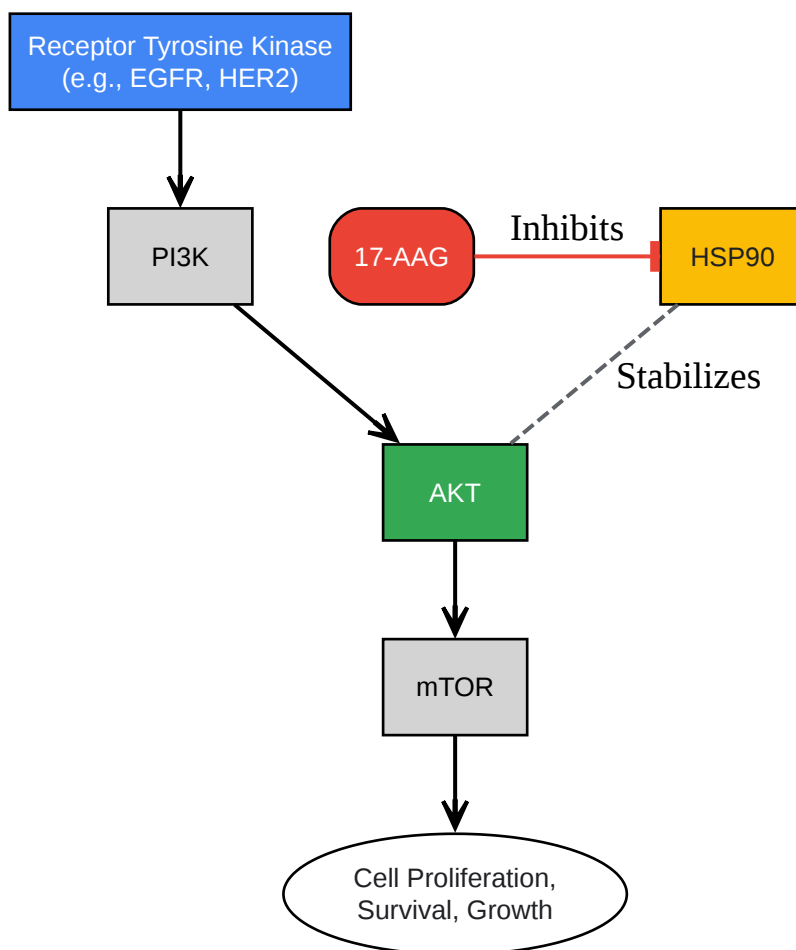 Receptor Tyrosine Kinase
(e.g., EGFR, HER2)
PI3K
17-AAG
Inhibits
HSP90
Stabilizes
AKT
mTOR
Cell Proliferation,
Survival, Growth